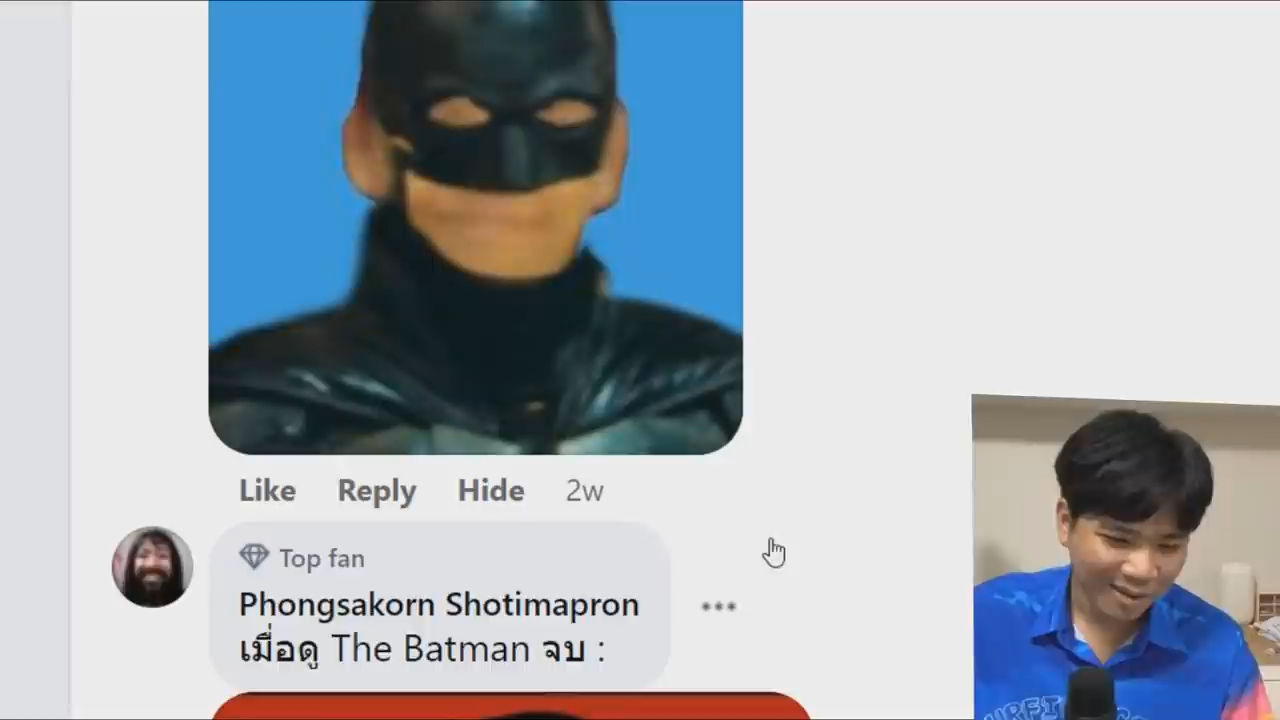 Like Reply Hide 2w
Top fan
Phongsakorn Shotimapron
เมื่อดู The Batman จบ :